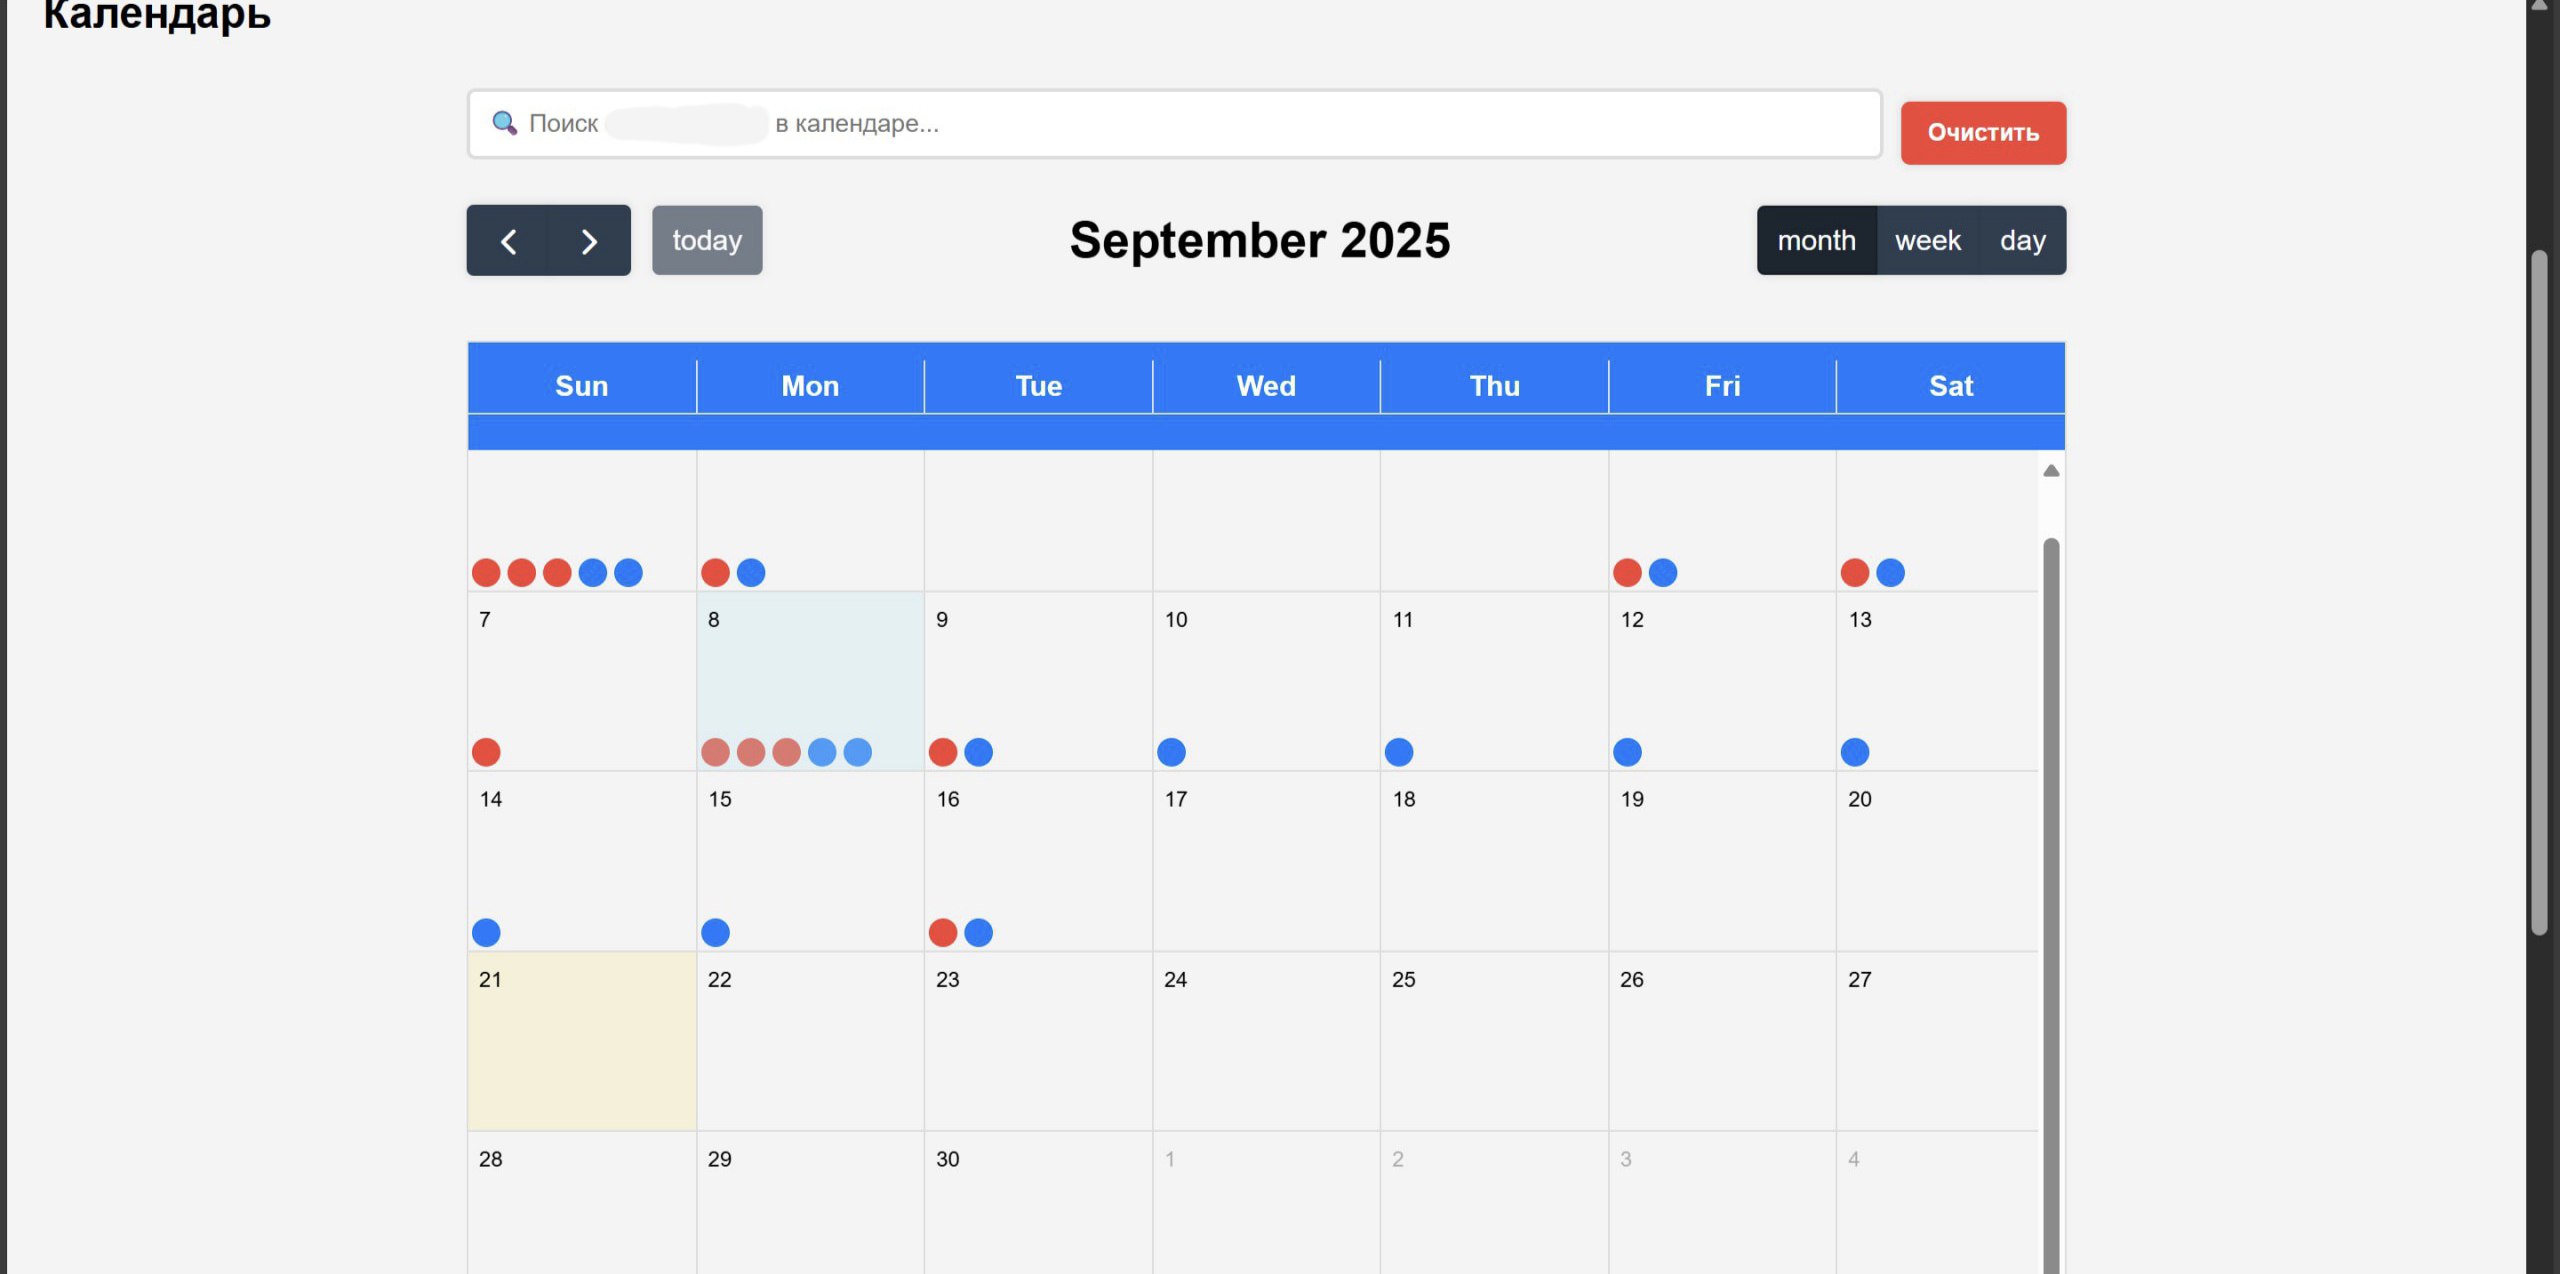 Календарь
Поиск в календаре...
Очистить
today
September 2025
month week day
Sun Mon Tue Wed Thu Fri Sat
7 8 9 10 11 12 13
14 15 16 17 18 19 20
21 22 23 24 25 26 27
28 29 30 1 2 3 4